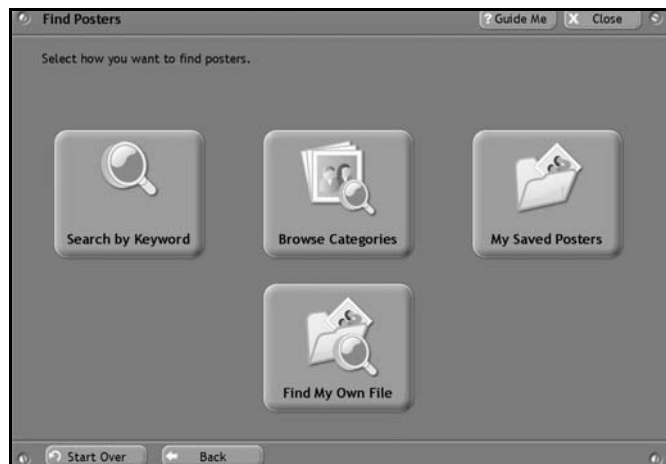 Find Posters
? Guide Me
X Close
Select how you want to find posters.
Search by Keyword
Browse Categories
My Saved Posters
Find My Own File
Start Over
Back